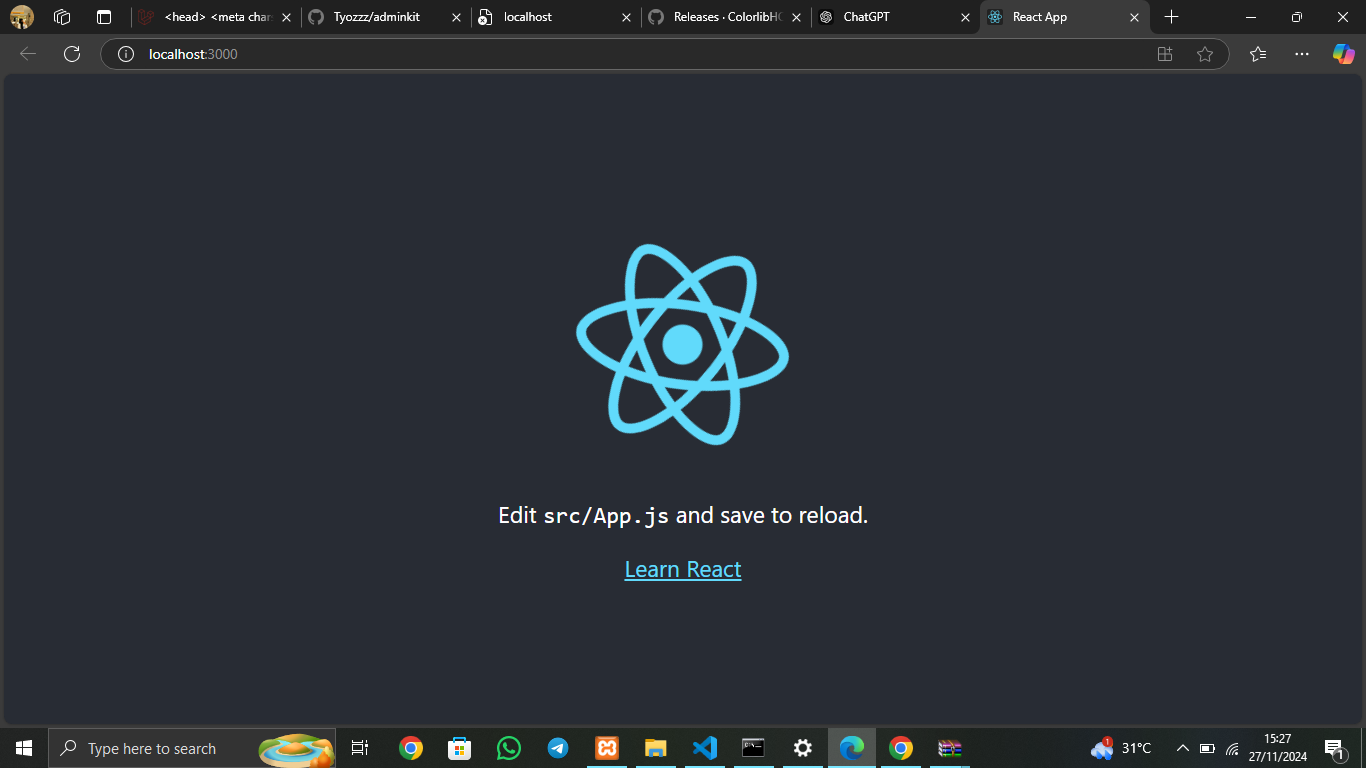 <head> <meta char
Tyozzz/adminkit
localhost
Releases · ColorlibHQ
ChatGPT
React App
localhost:3000
Edit src/App.js and save to reload.
Learn React
Type here to search
1
31°C
15:27
27/11/2024
1